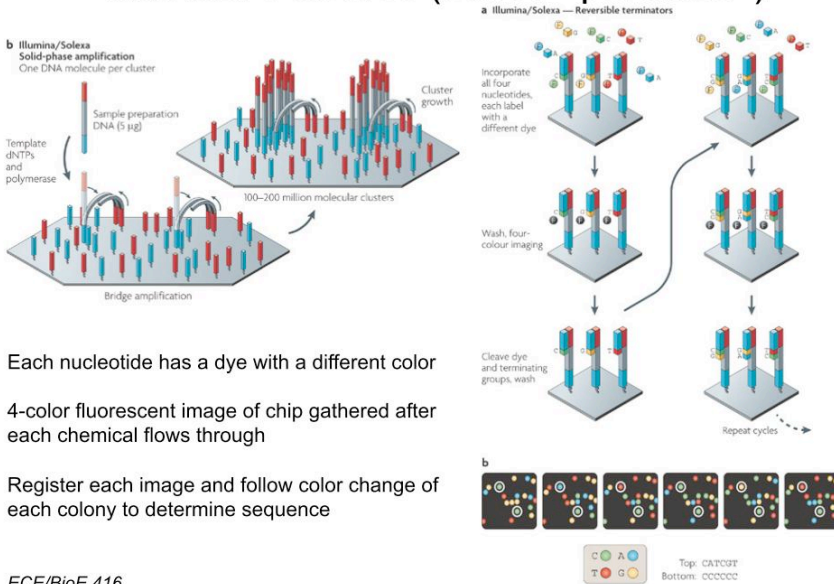 b Illumina/Solexa
Solid-phase amplification
One DNA molecule per cluster
Sample preparation
DNA (5 µg)
Template
dNTPs
and
polymerase
Cluster
growth
100–200 million molecular clusters
Bridge amplification
Each nucleotide has a dye with a different color
4-color fluorescent image of chip gathered after
each chemical flows through
Register each image and follow color change of
each colony to determine sequence
ECE/BioE 416
a Illumina/Solexa — Reversible terminators
Incorporate
all four
nucleotides,
each label
with a
different dye
Wash, four-
colour imaging
Cleave dye
and terminating
groups, wash
Repeat cycles
b
C A
T G
Top: CATCGT
Bottom: CCCCCC